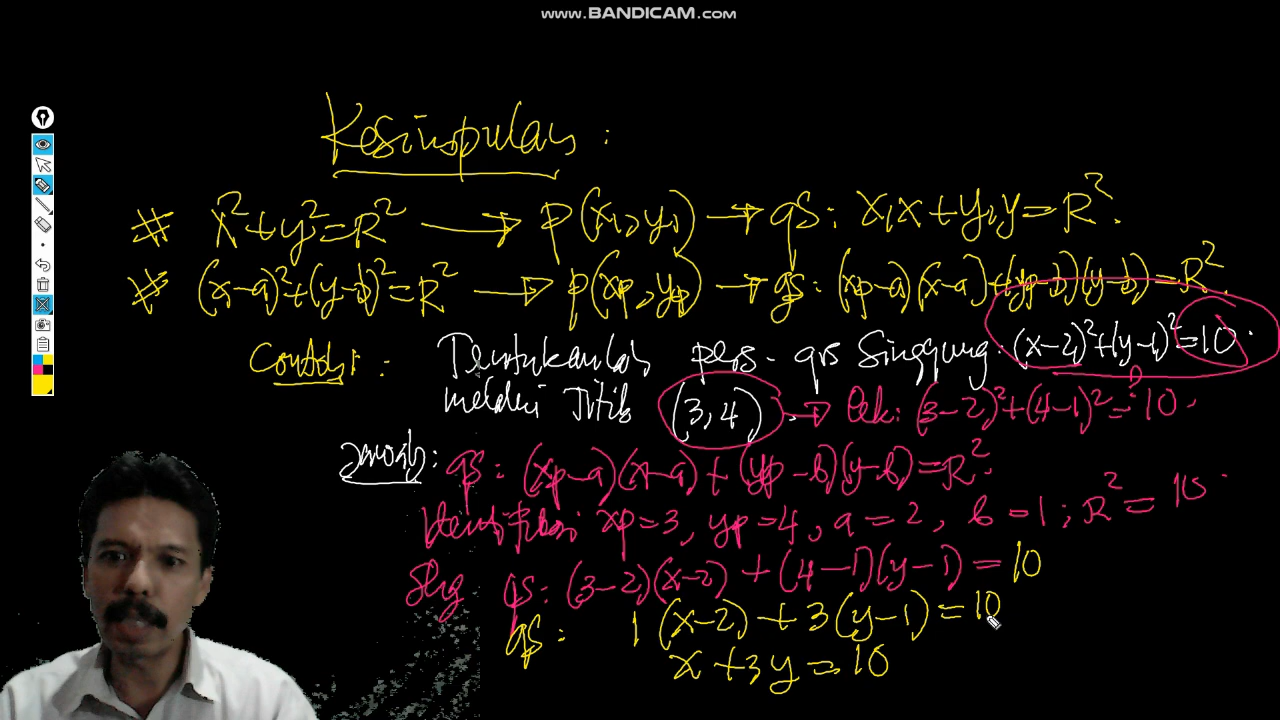 www.BANDICAM.com
Kesimpulan :
# x²+y²=R² → P(x₁,y₁) → gs : x₁x+y₁y=R².
# (x-a)²+(y-b)²=R² → P(xp,yp) → gs : (xp-a)(x-a)+(yp-b)(y-b)=R².
Contoh : Tentukanlah pers. grs Singgung. (x-2)²+(y-1)²=10.
melalui Titik (3,4). → Cek: (3-2)²+(4-1)²=10.
Jawab: gs: (xp-a)(x-a)+(yp-b)(y-b)=R².
Identifikasi xp=3, yp=4, a=2, b=1; R²=10.
Shg gs: (3-2)(x-2)+(4-1)(y-1)=10
gs: 1(x-2)+3(y-1)=10
x+3y=10